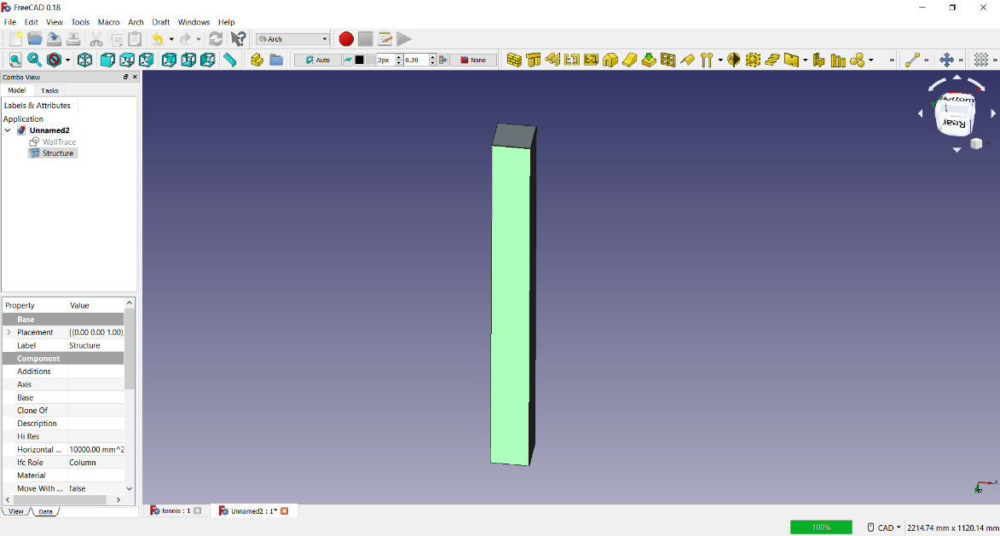 FreeCAD 0.18
File Edit View Tools Macro Arch Draft Windows Help
Arch
Auto 2px 0.20 None
Combo View
Model Tasks
Labels & Attributes
Application
Unnamed2
WallTrace
Structure
Property Value
Base
Placement [(0.00 0.00 1.00)
Label Structure
Component
Additions
Axis
Base
Clone Of
Description
Hi Res
Horizontal ... 10000.00 mm^2
Ifc Role Column
Material
Move With ... false
View Data
Bottom
Rear
X
tennis : 1 Unnamed2 : 1*
100% CAD 2214.74 mm x 1120.14 mm